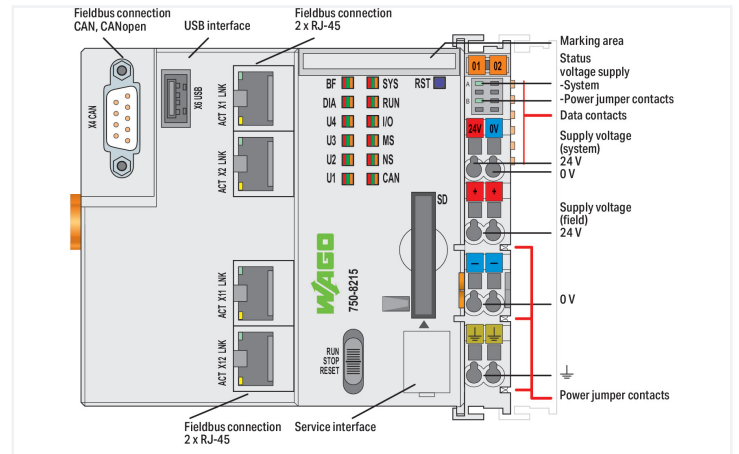 Fieldbus connection
CAN, CANopen
USB interface
Fieldbus connection
2 x RJ-45
Marking area
Status
voltage supply
-System
-Power jumper contacts
Data contacts
Supply voltage
(system)
24 V
0 V
Supply voltage
(field)
24 V
0 V
Power jumper contacts
X4 CAN
X6 USB
ACT X1 LNK
ACT X2 LNK
ACT X11 LNK
ACT X12 LNK
BF SYS
DIA RUN
U4 I/O
U3 MS
U2 NS
U1 CAN
RST
SD
WAGO
750-8215
RUN
STOP
RESET
01 02
A
B
24V 0V
+ +
— —
Fieldbus connection
2 x RJ-45
Service interface